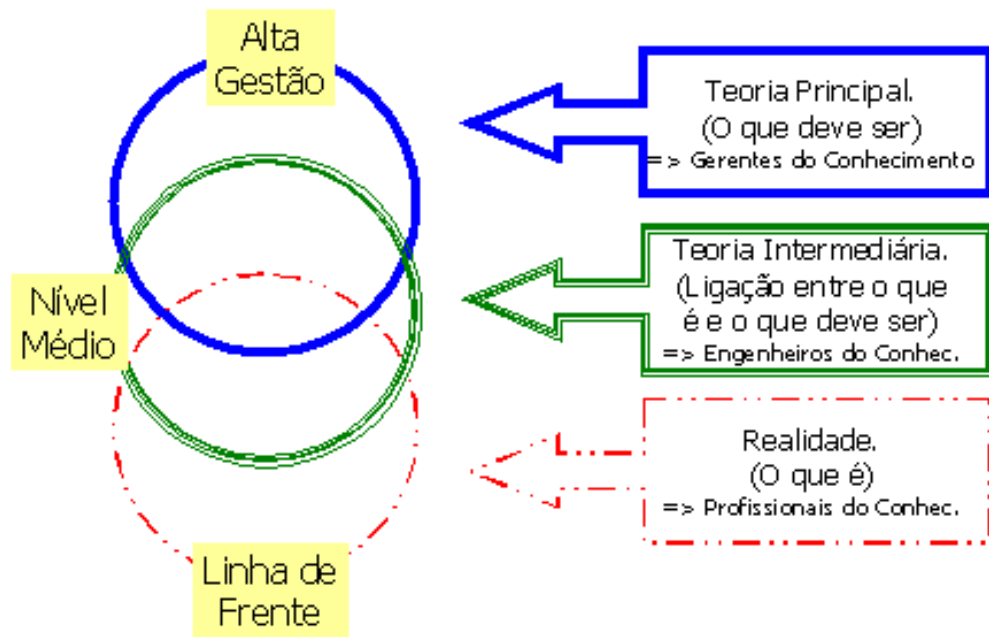 Alta
Gestão
Teoria Principal.
(O que deve ser)
=> Gerentes do Conhecimento
Nível
Médio
Teoria Intermediária.
(Ligação entre o que
é e o que deve ser)
=> Engenheiros do Conhec.
Realidade.
(O que é)
=> Profissionais do Conhec.
Linha de
Frente